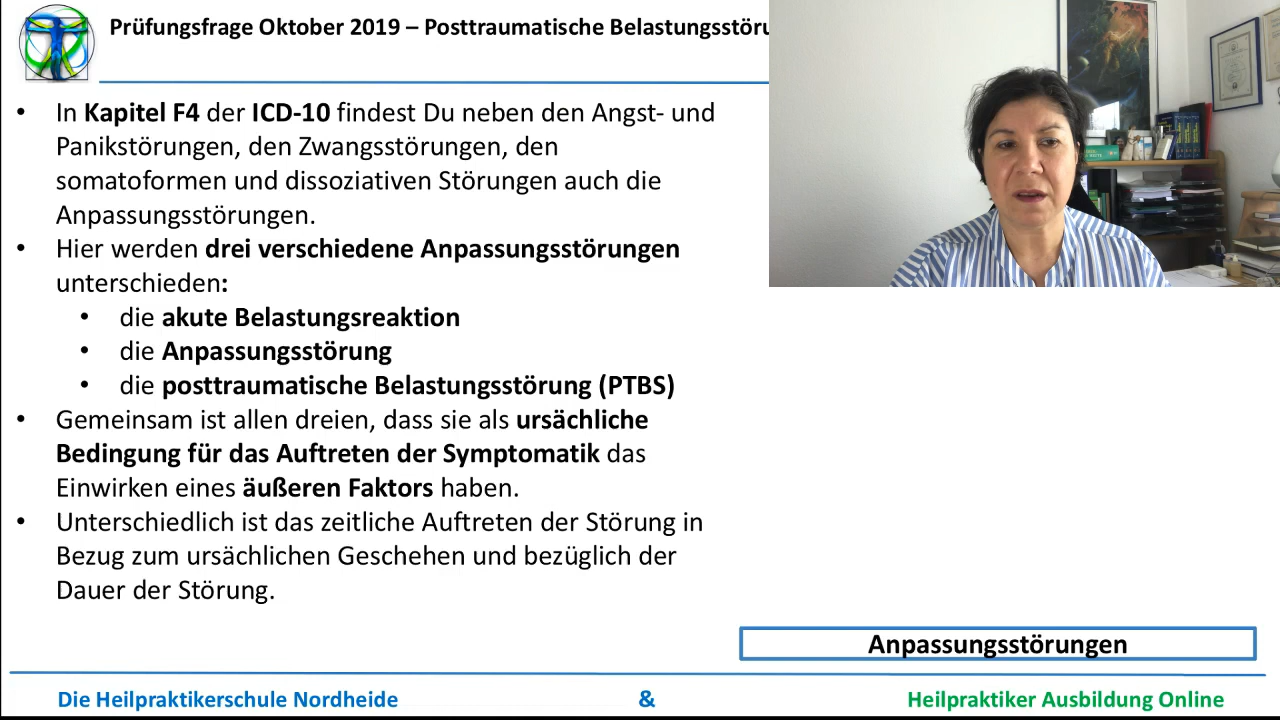 Prüfungsfrage Oktober 2019 – Posttraumatische
• In Kapitel F4 der ICD-10 findest Du neben den Angst- und
Panikstörungen, den Zwangsstörungen, den
somatoformen und dissoziativen Störungen auch die
Anpassungsstörungen.
• Hier werden drei verschiedene Anpassungsstörungen
unterschieden:
• die akute Belastungsreaktion
• die Anpassungsstörung
• die posttraumatische Belastungsstörung (PTBS)
• Gemeinsam ist allen dreien, dass sie als ursächliche
Bedingung für das Auftreten der Symptomatik das
Einwirken eines äußeren Faktors haben.
• Unterschiedlich ist das zeitliche Auftreten der Störung in
Bezug zum ursächlichen Geschehen und bezüglich der
Dauer der Störung.
Anpassungsstörungen
Die Heilpraktikerschule Nordheide & Heilpraktiker Ausbildung Online